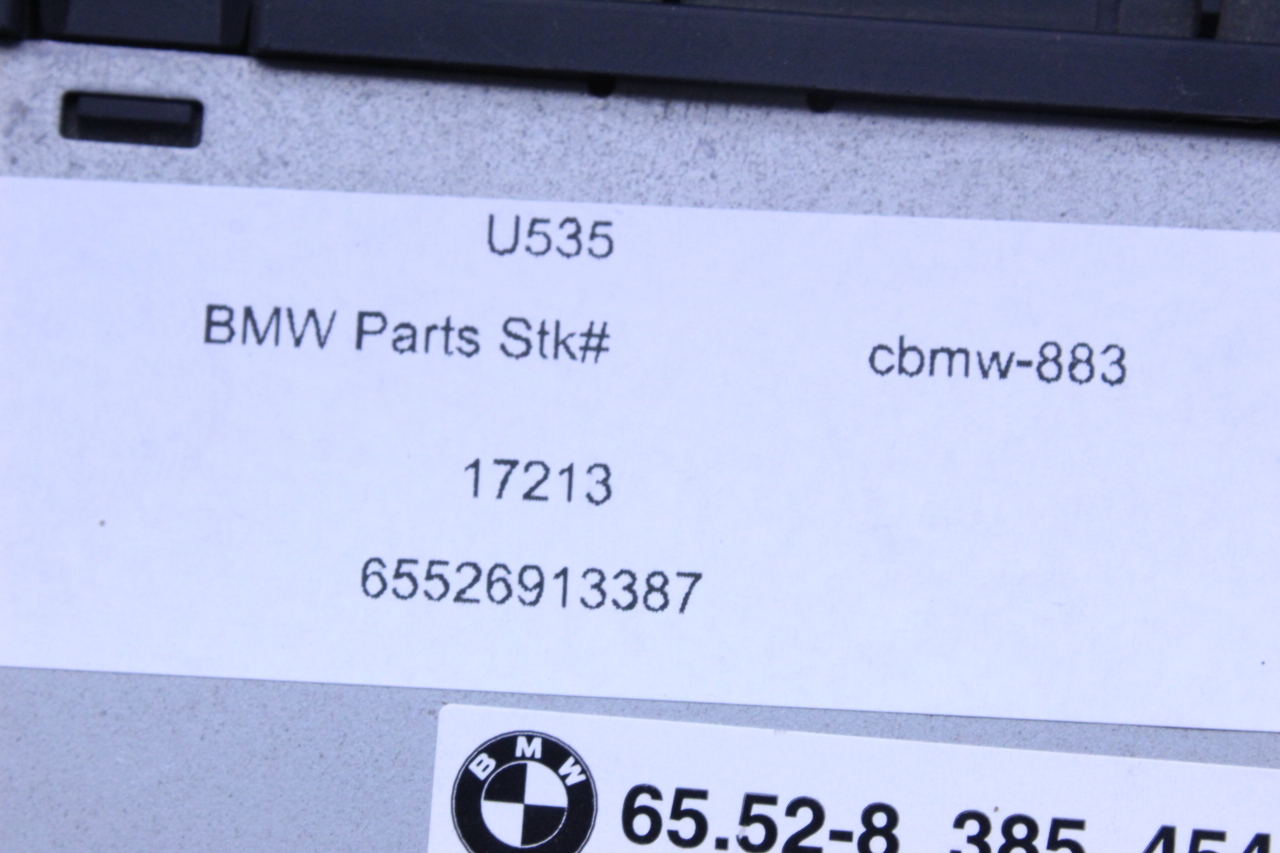 U535
BMW Parts Stk# cbmw-883
17213
65526913387
BMW
65.52-8 385 454